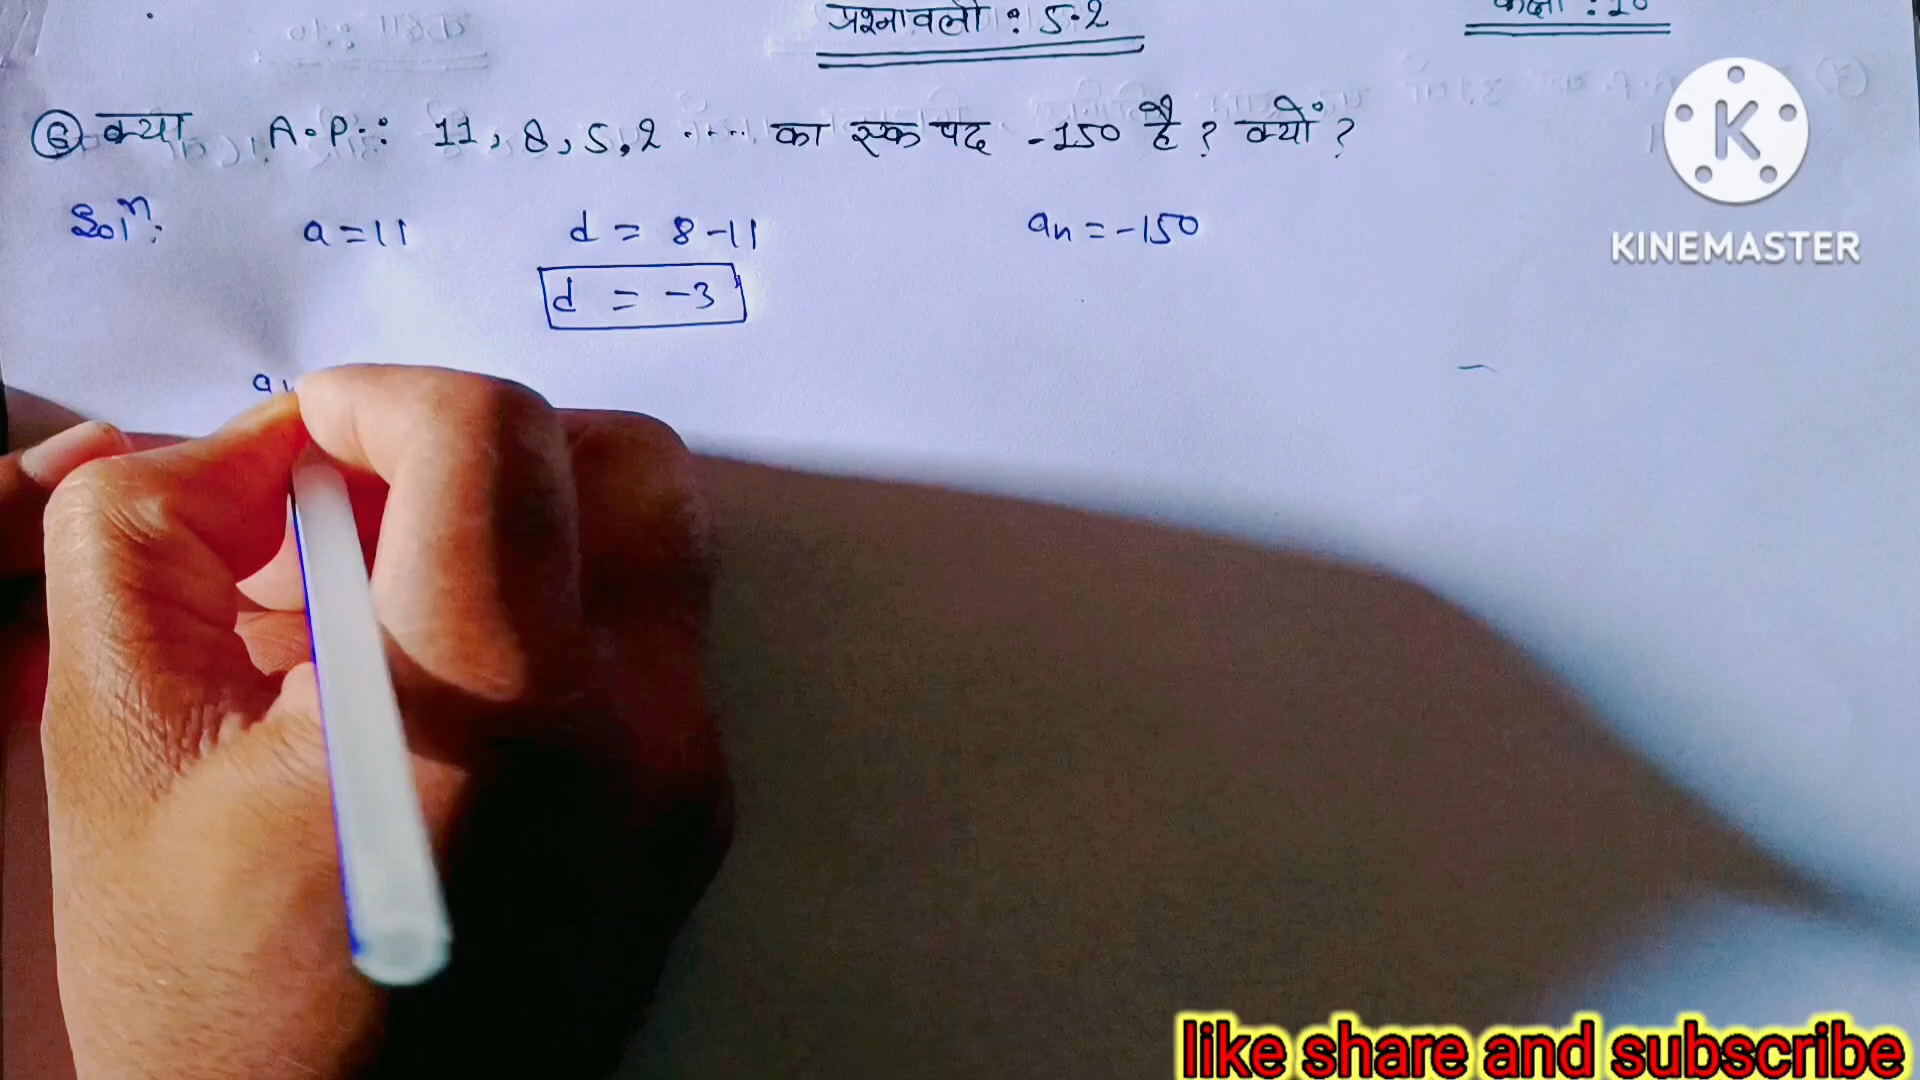 प्रश्नावली : 5.2
कक्षा : 10
⑥ क्या A.P.: 11, 8, 5, 2 .... का एक पद -150 है ? क्यों ?
Solⁿ: a = 11 d = 8 - 11 an = -150
d = -3
an
K
KINEMASTER
like share and subscribe